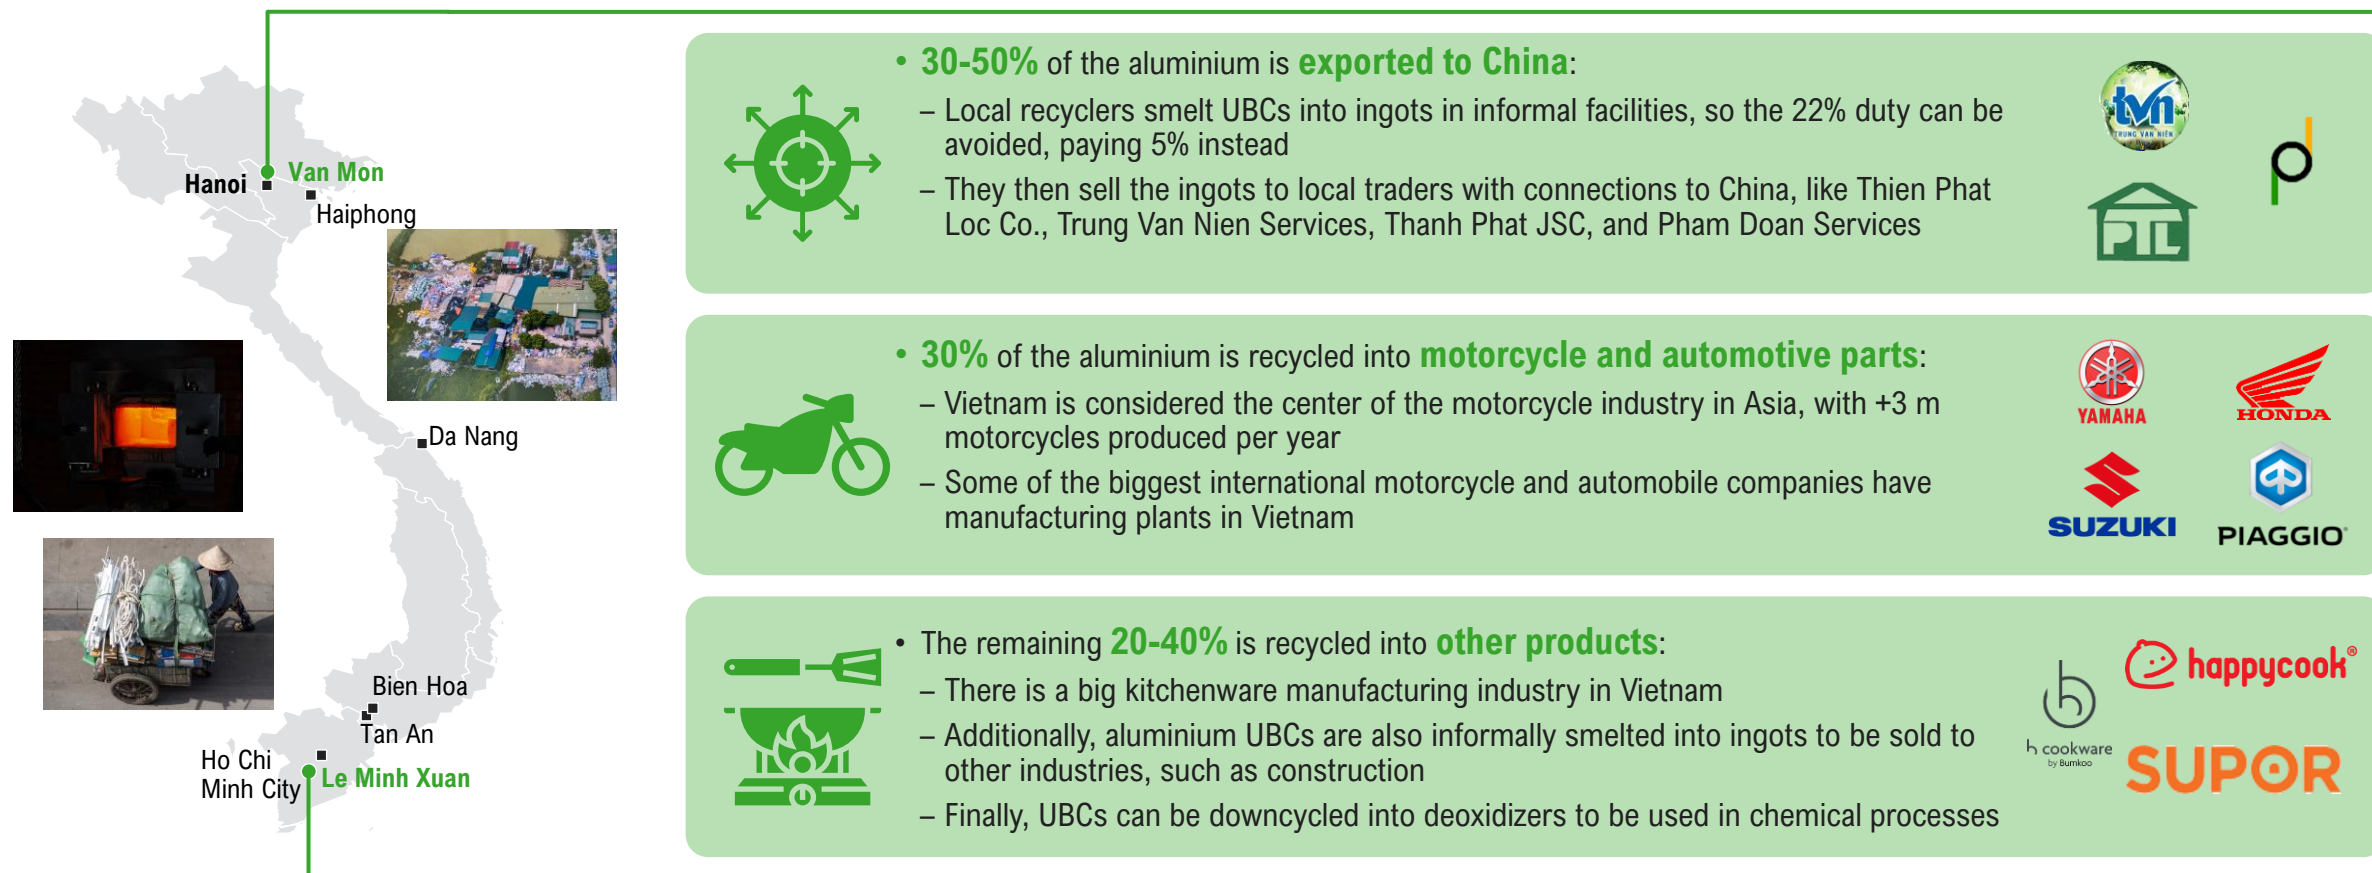 Hanoi
Van Mon
Haiphong
Da Nang
Bien Hoa
Tan An
Ho Chi
Minh City
Le Minh Xuan
• 30-50% of the aluminium is exported to China:
– Local recyclers smelt UBCs into ingots in informal facilities, so the 22% duty can be
avoided, paying 5% instead
– They then sell the ingots to local traders with connections to China, like Thien Phat
Loc Co., Trung Van Nien Services, Thanh Phat JSC, and Pham Doan Services
tvn
TRUNG VAN NIÊN
pd
PTL
• 30% of the aluminium is recycled into motorcycle and automotive parts:
– Vietnam is considered the center of the motorcycle industry in Asia, with +3 m
motorcycles produced per year
– Some of the biggest international motorcycle and automobile companies have
manufacturing plants in Vietnam
YAMAHA
HONDA
SUZUKI
PIAGGIO
• The remaining 20-40% is recycled into other products:
– There is a big kitchenware manufacturing industry in Vietnam
– Additionally, aluminium UBCs are also informally smelted into ingots to be sold to
other industries, such as construction
– Finally, UBCs can be downcycled into deoxidizers to be used in chemical processes
h cookware
by Bumkoo
happycook®
SUPOR